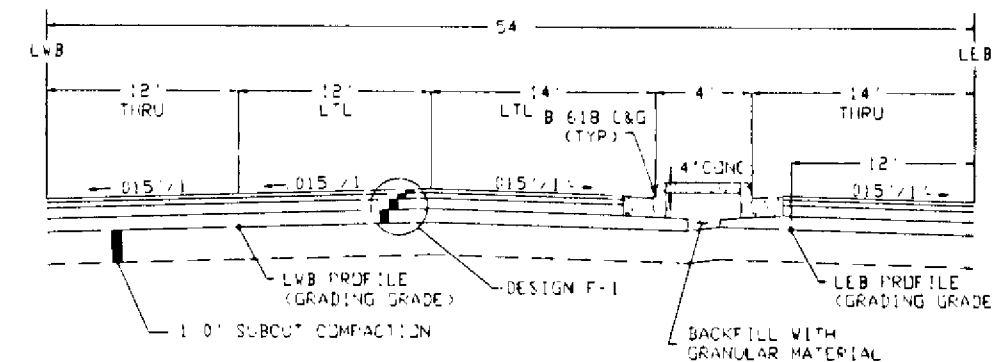 54
LWB
LEB
12'
12'
14'
4'
14'
THRU
LTL
LTL
THRU
B 618 C&G
(TYP)
4"CONC
12'
.015'/1'
.015'/1'
.015'/1'
.015'/1'
LWB PROFILE
(GRADING GRADE)
DESIGN F-1
LEB PROFILE
(GRADING GRADE
1 0' SUBCUT COMPACTION
BACKFILL WITH
GRANULAR MATERIAL